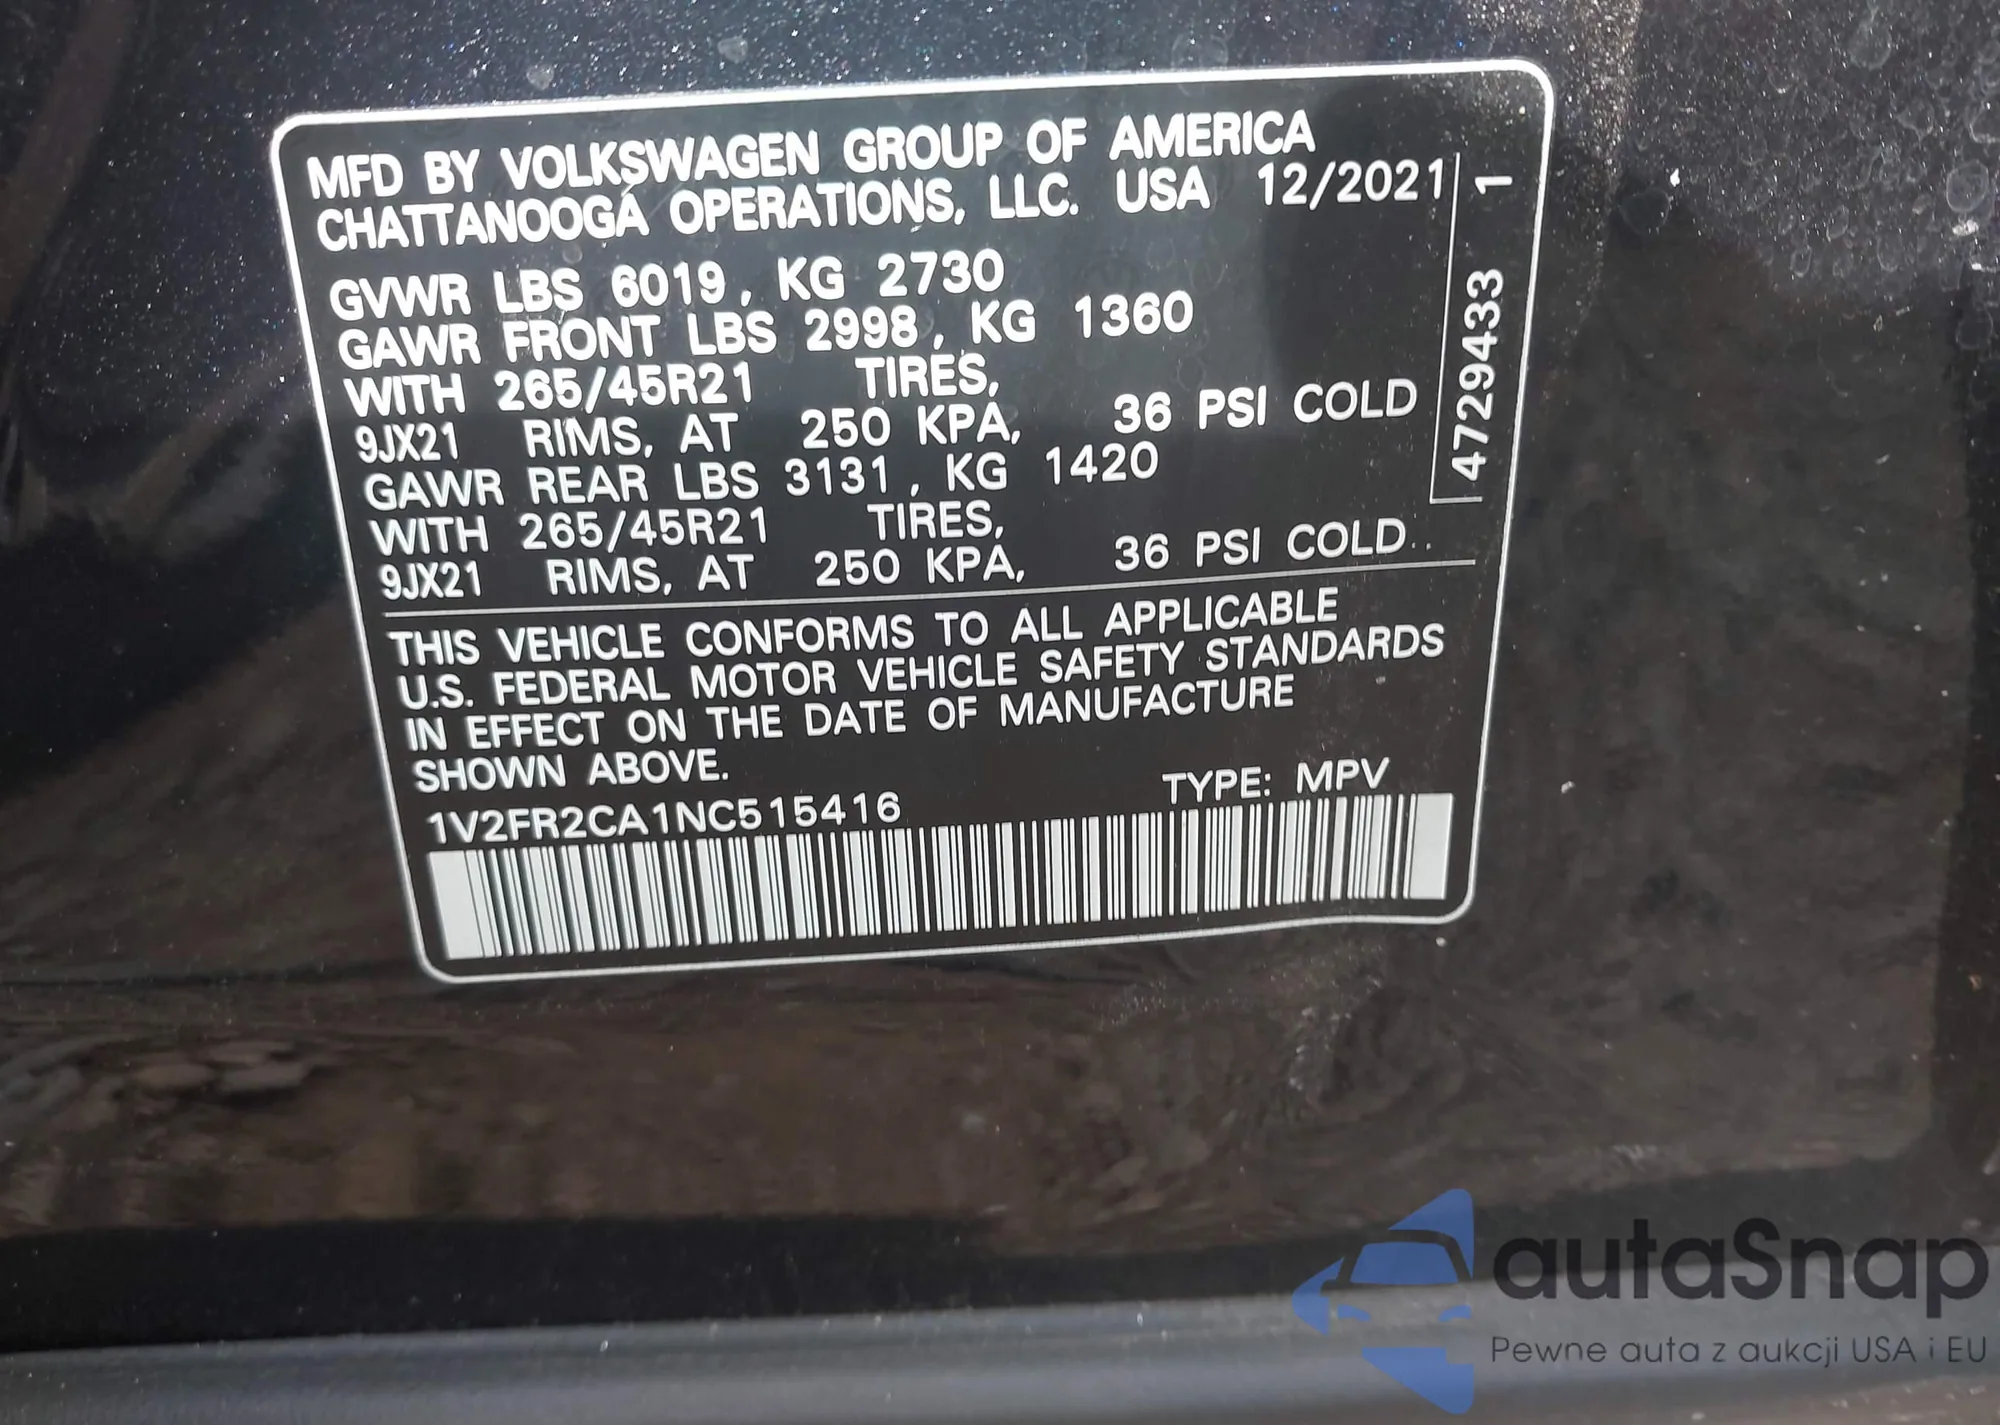 MFD BY VOLKSWAGEN GROUP OF AMERICA
CHATTANOOGA OPERATIONS, LLC. USA 12/2021
GVWR LBS 6019, KG 2730
GAWR FRONT LBS 2998, KG 1360
WITH 265/45R21 TIRES,
9JX21 RIMS, AT 250 KPA, 36 PSI COLD
GAWR REAR LBS 3131, KG 1420
WITH 265/45R21 TIRES,
9JX21 RIMS, AT 250 KPA, 36 PSI COLD..
47294331 1
THIS VEHICLE CONFORMS TO ALL APPLICABLE
U.S. FEDERAL MOTOR VEHICLE SAFETY STANDARDS
IN EFFECT ON THE DATE OF MANUFACTURE
SHOWN ABOVE.
TYPE: MPV
1V2FR2CA1NC515416
autaSnap
Pewne auta z aukcji USA i EU